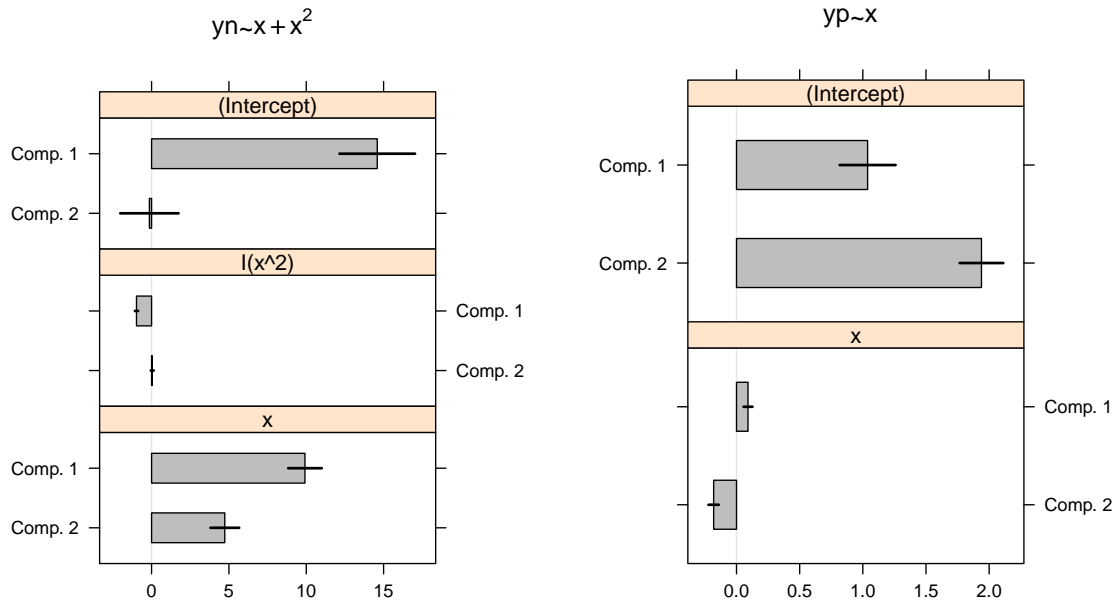 yn~x + x²
(Intercept)
Comp. 1
Comp. 2
I(x^2)
Comp. 1
Comp. 2
x
Comp. 1
Comp. 2
0 5 10 15
yp~x
(Intercept)
Comp. 1
Comp. 2
x
Comp. 1
Comp. 2
0.0 0.5 1.0 1.5 2.0